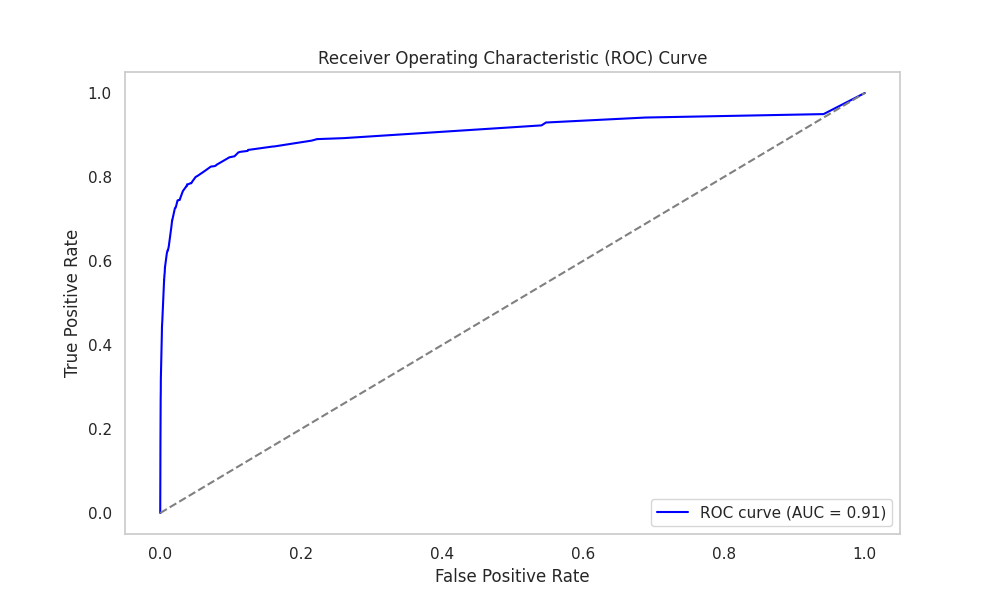 Receiver Operating Characteristic (ROC) Curve
True Positive Rate
1.0
0.8
0.6
0.4
0.2
0.0
ROC curve (AUC = 0.91)
0.0 0.2 0.4 0.6 0.8 1.0
False Positive Rate